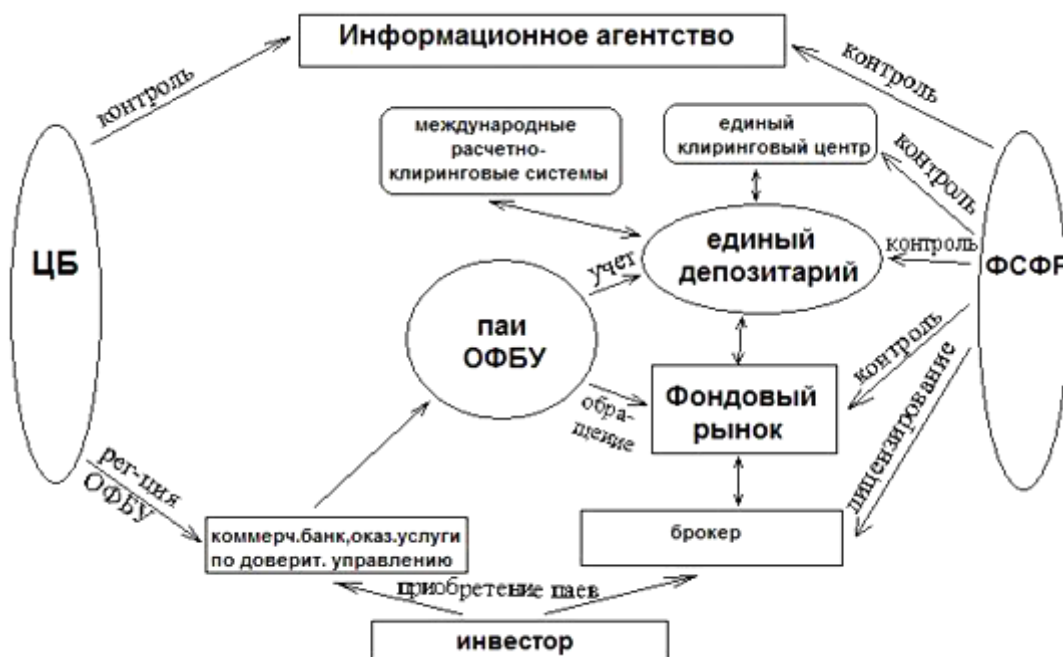 Информационное агентство
контроль
контроль
международные
расчетно-
клиринговые системы
единый
клиринговый центр
контроль
ЦБ
единый
депозитарий
контроль
ФСФР
учет
паи
ОФБУ
контроль
Фондовый
рынок
обра-
щение
лицензирование
рег-ция
ОФБУ
коммерч.банк,оказ.услуги
по доверит. управлению
брокер
приобретение паев
инвестор